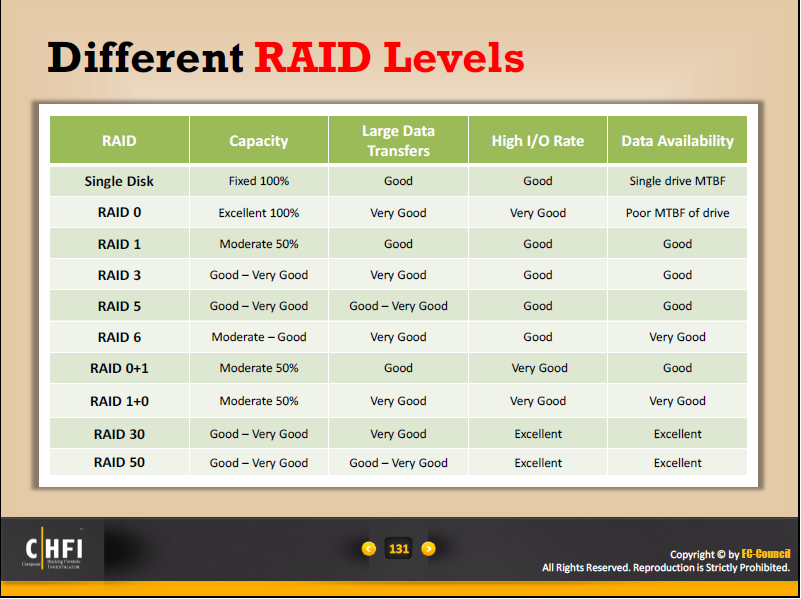 Different RAID Levels
RAID Capacity Large Data Transfers High I/O Rate Data Availability
Single Disk Fixed 100% Good Good Single drive MTBF
RAID 0 Excellent 100% Very Good Very Good Poor MTBF of drive
RAID 1 Moderate 50% Good Good Good
RAID 3 Good – Very Good Very Good Good Good
RAID 5 Good – Very Good Good – Very Good Good Good
RAID 6 Moderate – Good Very Good Good Very Good
RAID 0+1 Moderate 50% Good Very Good Good
RAID 1+0 Moderate 50% Very Good Very Good Very Good
RAID 30 Good – Very Good Very Good Excellent Excellent
RAID 50 Good – Very Good Good – Very Good Excellent Excellent
CHFI
Computer Hacking Forensic
INVESTIGATOR
131
Copyright © by EC-Council
All Rights Reserved. Reproduction is Strictly Prohibited.